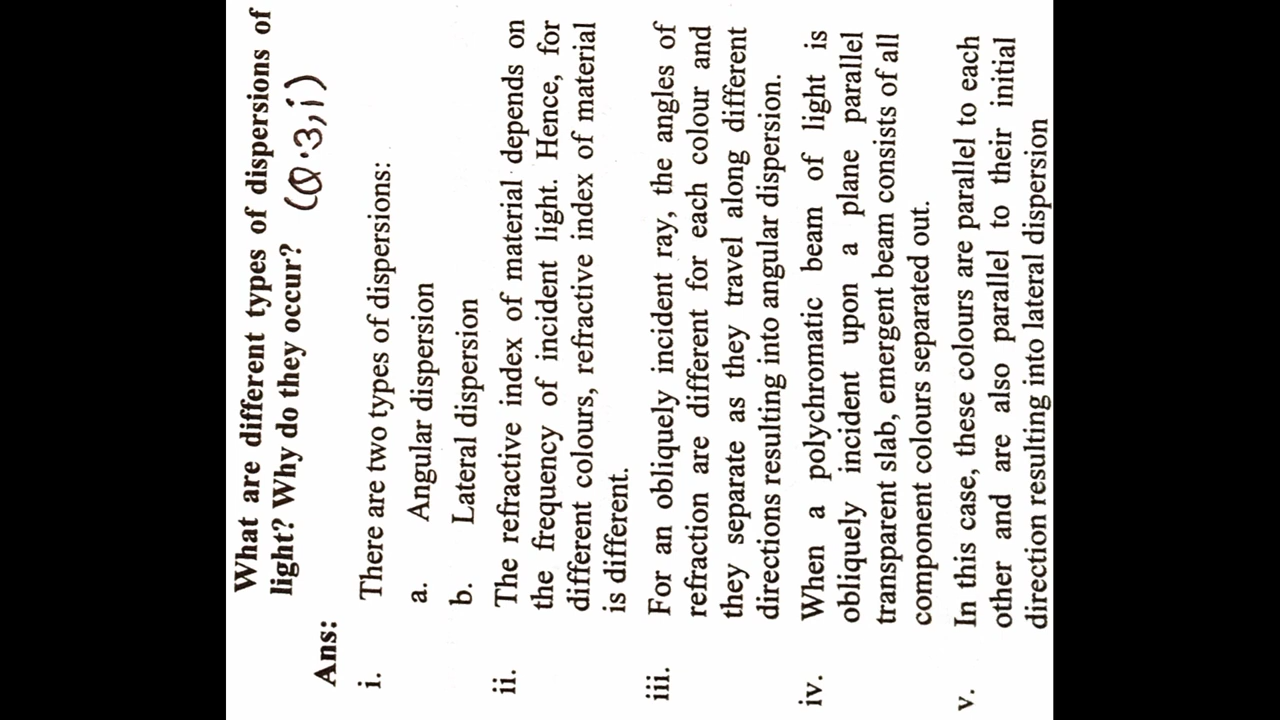 What are different types of dispersions of
light? Why do they occur?
(Q.3,i)
Ans:
i. There are two types of dispersions:
a. Angular dispersion
b. Lateral dispersion
ii. The refractive index of material depends on
the frequency of incident light. Hence, for
different colours, refractive index of material
is different.
iii. For an obliquely incident ray, the angles of
refraction are different for each colour and
they separate as they travel along different
directions resulting into angular dispersion.
iv. When a polychromatic beam of light is
obliquely incident upon a plane parallel
transparent slab, emergent beam consists of all
component colours separated out.
v. In this case, these colours are parallel to each
other and are also parallel to their initial
direction resulting into lateral dispersion